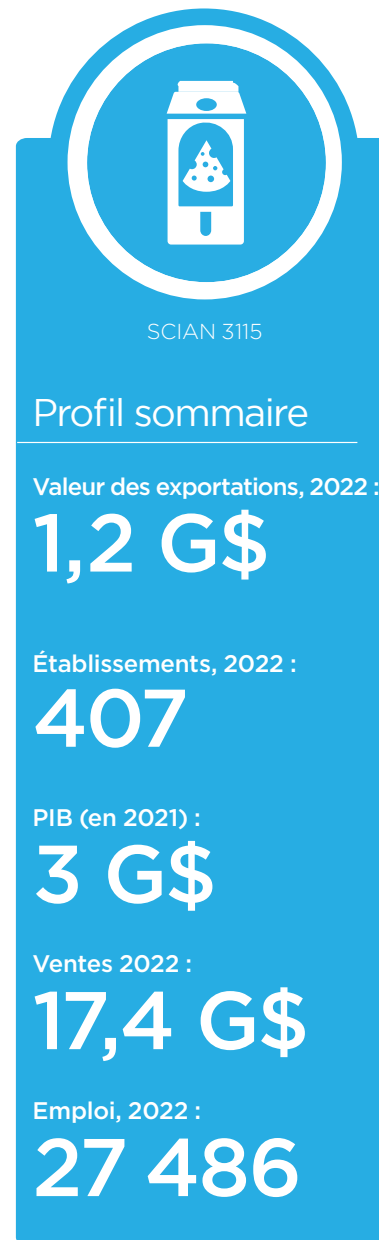 SCIAN 3115
Profil sommaire
Valeur des exportations, 2022 :
1,2 G$
Établissements, 2022 :
407
PIB (en 2021) :
3 G$
Ventes 2022 :
17,4 G$
Emploi, 2022 :
27 486